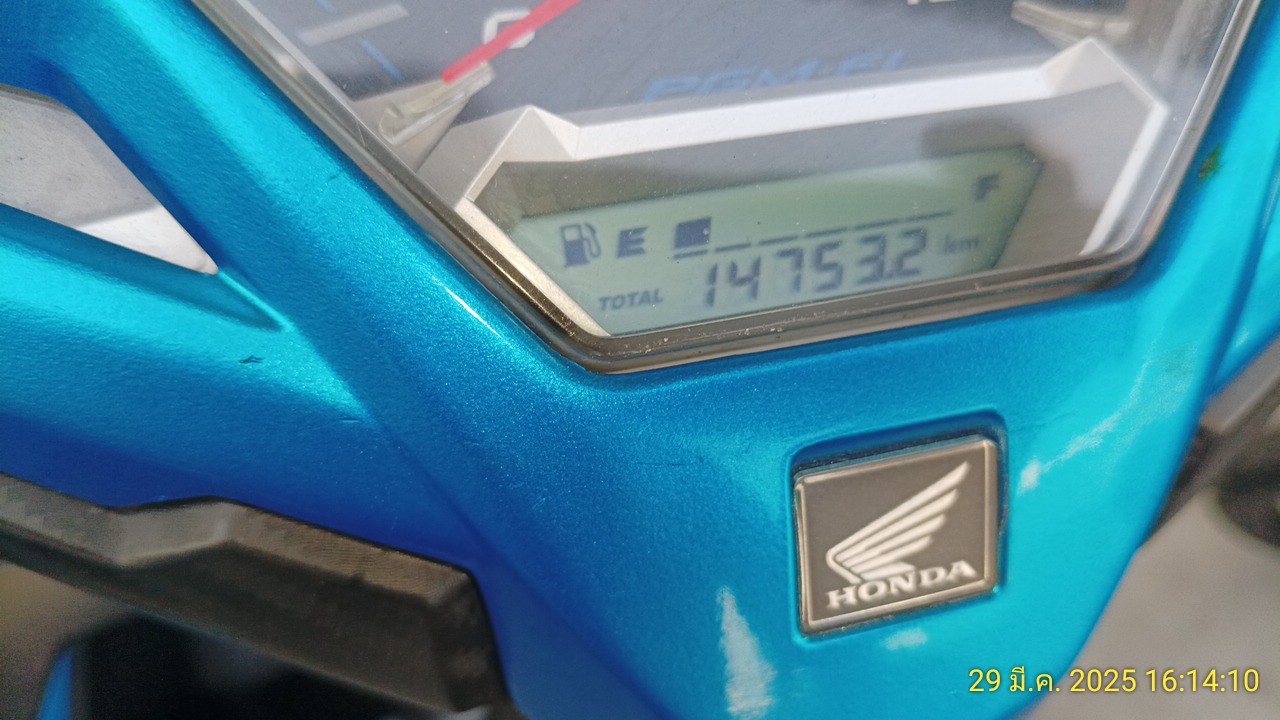 PGM-FI
F
E
TOTAL 14753.2 km
HONDA
29 มี.ค. 2025 16:14:10